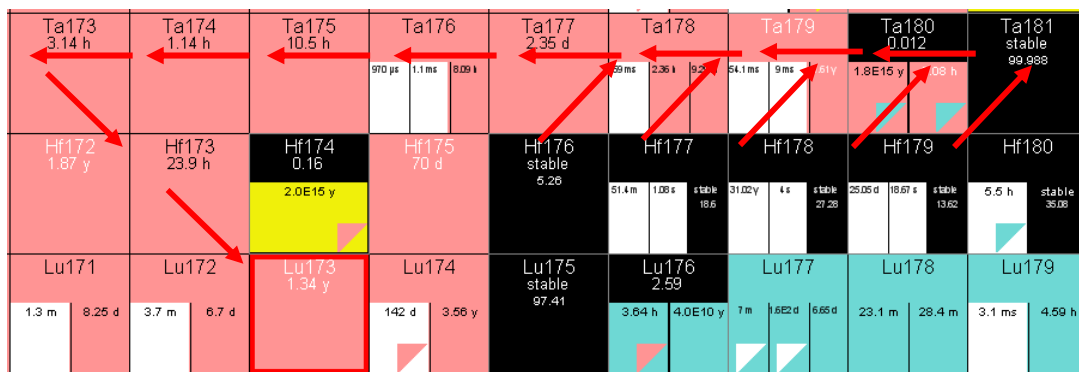 Ta173
3.14 h
Ta174
1.14 h
Ta175
10.5 h
Ta176
970 µs
1.1 ms
8.09 h
Ta177
2.35 d
Ta178
59 ms
2.36 h
Ta179
54.1 ms
9 ms
Ta180
0.012
1.8E15 y
Ta181
stable
99.988
Hf172
1.87 y
Hf173
23.9 h
Hf174
0.16
2.0E15 y
Hf175
70 d
Hf176
stable
5.26
Hf177
51.4 m
1.08 s
stable
18.6
Hf178
31.02 y
4 s
stable
27.28
Hf179
25.05 d
18.67 s
stable
13.62
Hf180
5.5 h
stable
35.08
Lu171
1.3 m
8.25 d
Lu172
3.7 m
6.7 d
Lu173
1.34 y
Lu174
142 d
3.56 y
Lu175
stable
97.41
Lu176
2.59
3.64 h
4.0E10 y
Lu177
7 m
1.6E2 d
6.65 d
Lu178
23.1 m
28.4 m
Lu179
3.1 ms
4.59 h